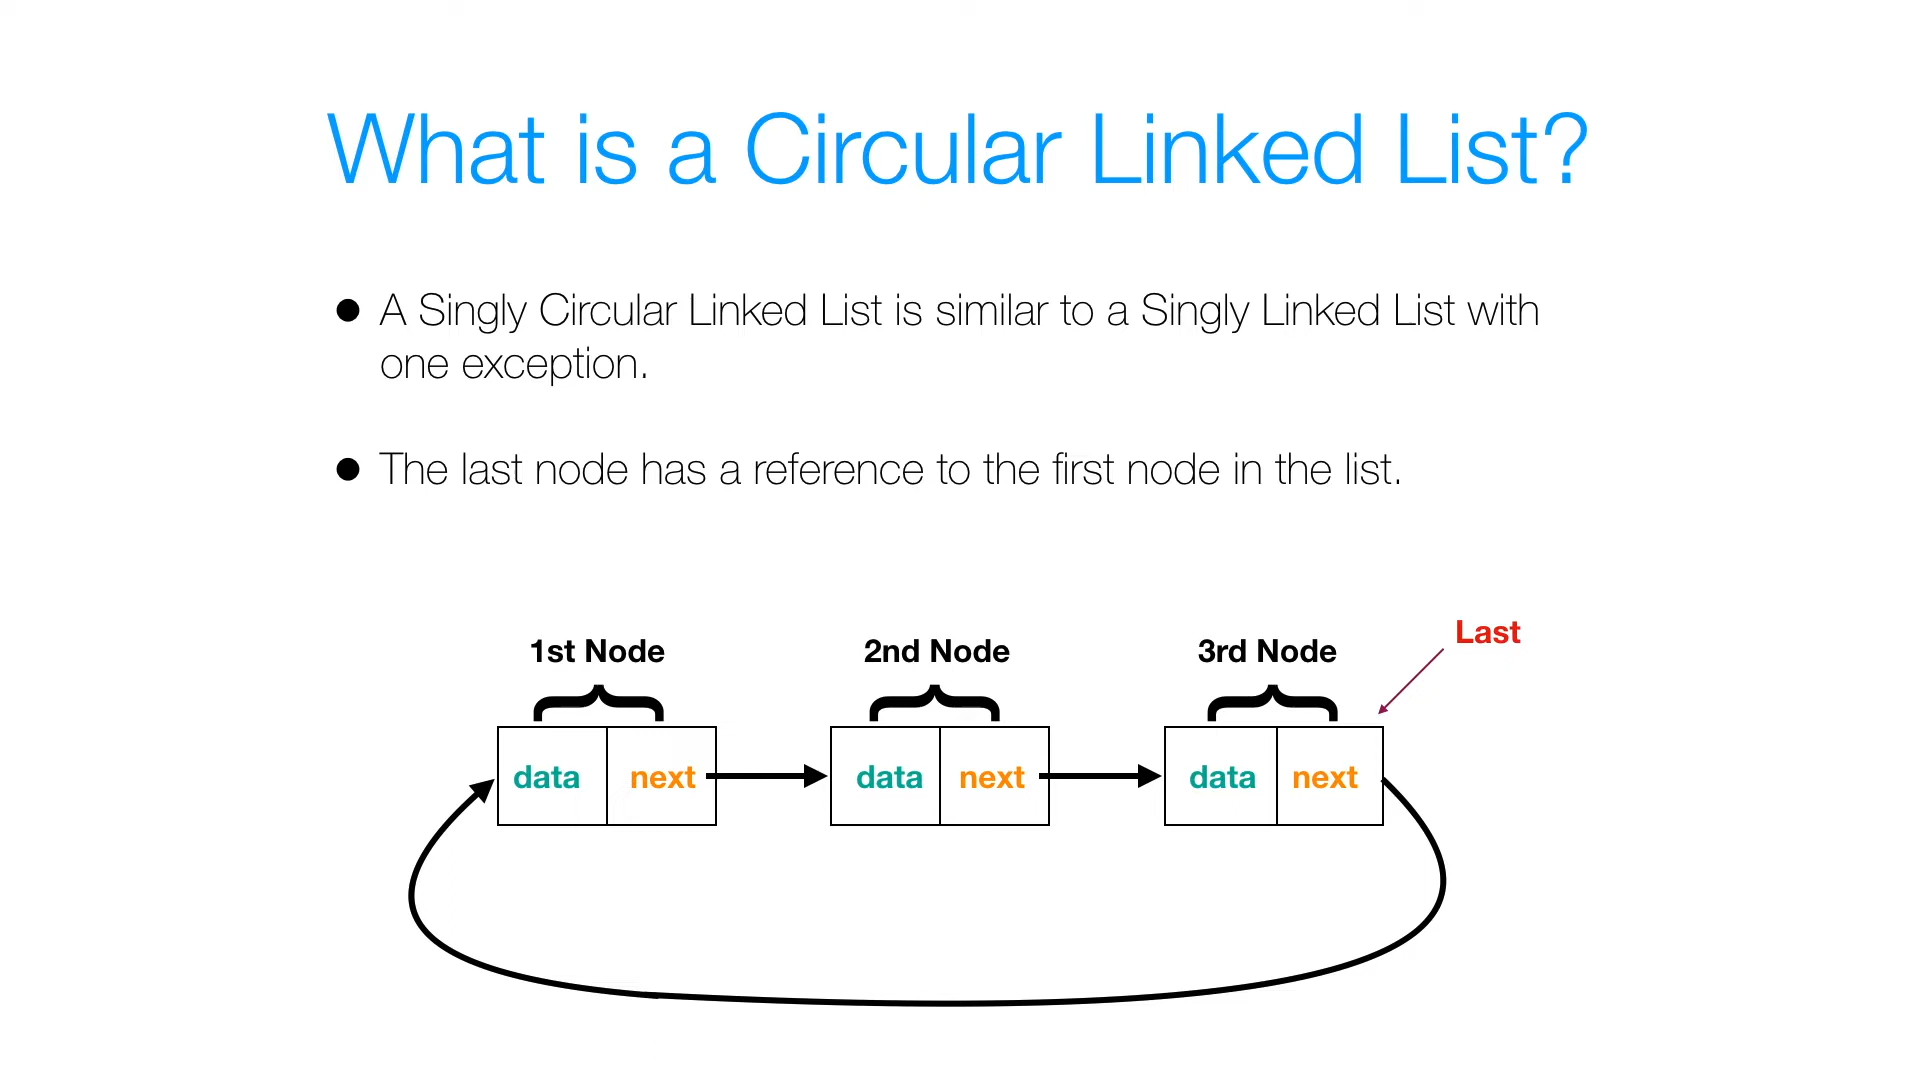 What is a Circular Linked List?
● A Singly Circular Linked List is similar to a Singly Linked List with
one exception.
● The last node has a reference to the first node in the list.
Last
1st Node 2nd Node 3rd Node
data next data next data next